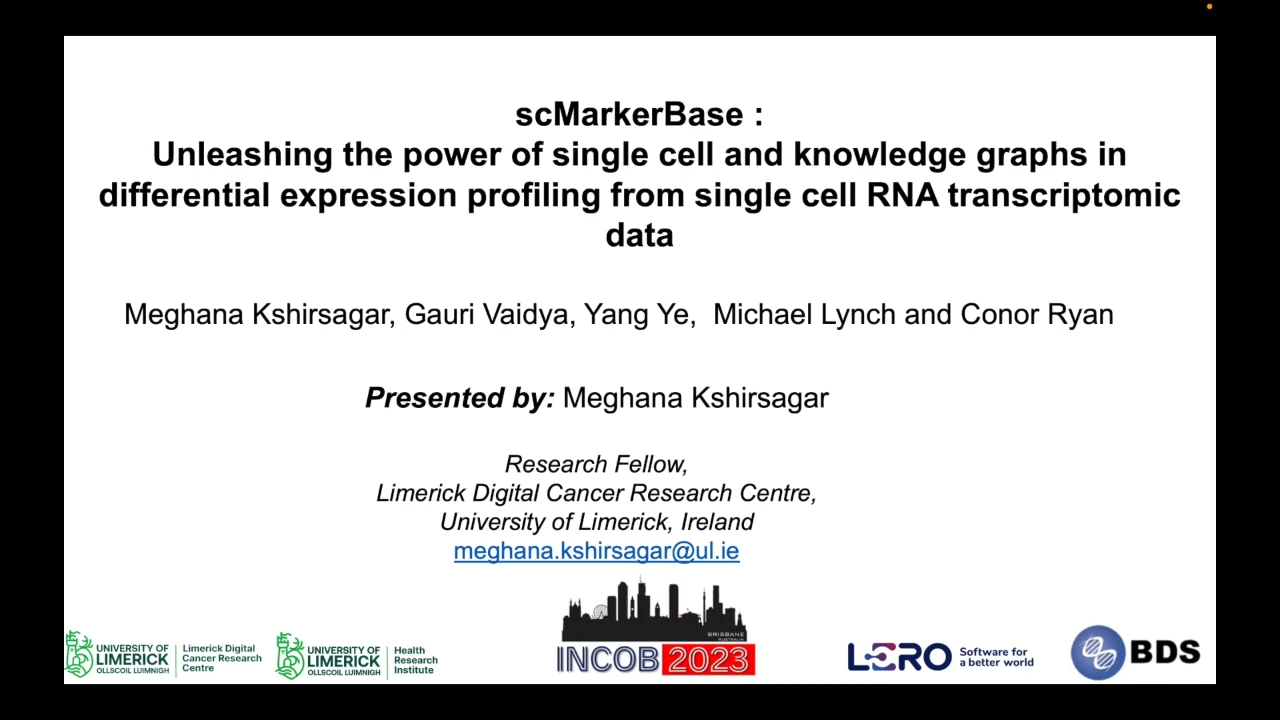 scMarkerBase :
Unleashing the power of single cell and knowledge graphs in
differential expression profiling from single cell RNA transcriptomic
data
Meghana Kshirsagar, Gauri Vaidya, Yang Ye,  Michael Lynch and Conor Ryan
Presented by: Meghana Kshirsagar
Research Fellow,
Limerick Digital Cancer Research Centre,
University of Limerick, Ireland
meghana.kshirsagar@ul.ie
UNIVERSITY OF
LIMERICK
OLLSCOIL LUIMNIGH
Limerick Digital
Cancer Research
Centre
UNIVERSITY OF
LIMERICK
OLLSCOIL LUIMNIGH
Health
Research
Institute
BRISBANE
AUSTRALIA
INCOB 2023
LERO
Software for
a better world
BDS